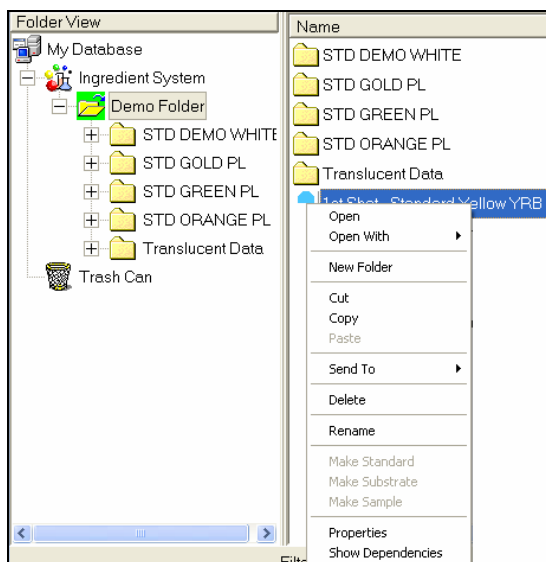 Folder View
My Database
Ingredient System
Demo Folder
STD DEMO WHITE
STD GOLD PL
STD GREEN PL
STD ORANGE PL
Translucent Data
Trash Can
Name
STD DEMO WHITE
STD GOLD PL
STD GREEN PL
STD ORANGE PL
Translucent Data
1st Shot - Standard Yellow YRB
Open
Open With
New Folder
Cut
Copy
Paste
Send To
Delete
Rename
Make Standard
Make Substrate
Make Sample
Properties
Show Dependencies